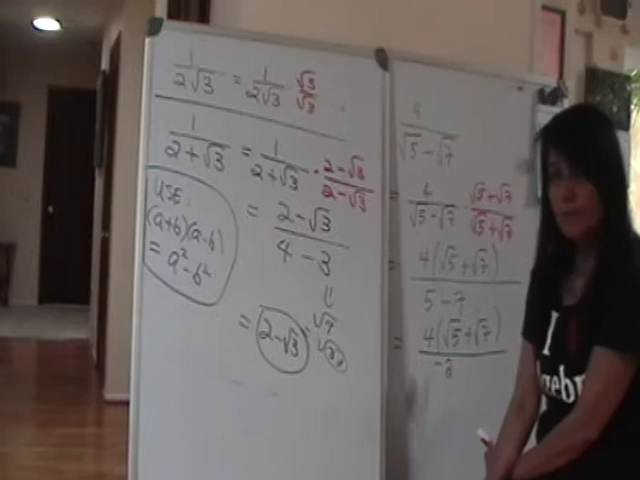 1/(2√3) = 1/(2√3) √3/√3
1/(2+√3) = 1/(2+√3) · (2-√3)/(2-√3)
USE
(a+b)(a-b)
= a² - b²
= (2-√3)/(4-3)
= 2-√3
4/(√5-√7)
= 4/(√5-√7) (√5+√7)/(√5+√7)
= 4(√5+√7)/(5-7)
= 4(√5+√7)/-2
I
algebra